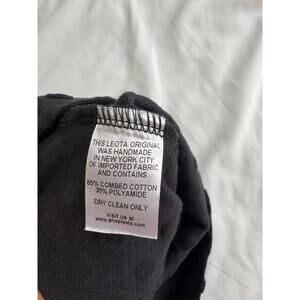 THIS LEOTA ORIGINAL
WAS HANDMADE
IN NEW YORK CITY
OF IMPORTED FABRIC
AND CONTAINS
65% COMBED COTTON
35% POLYAMIDE
DRY CLEAN ONLY
visit us at
www.shopleota.com